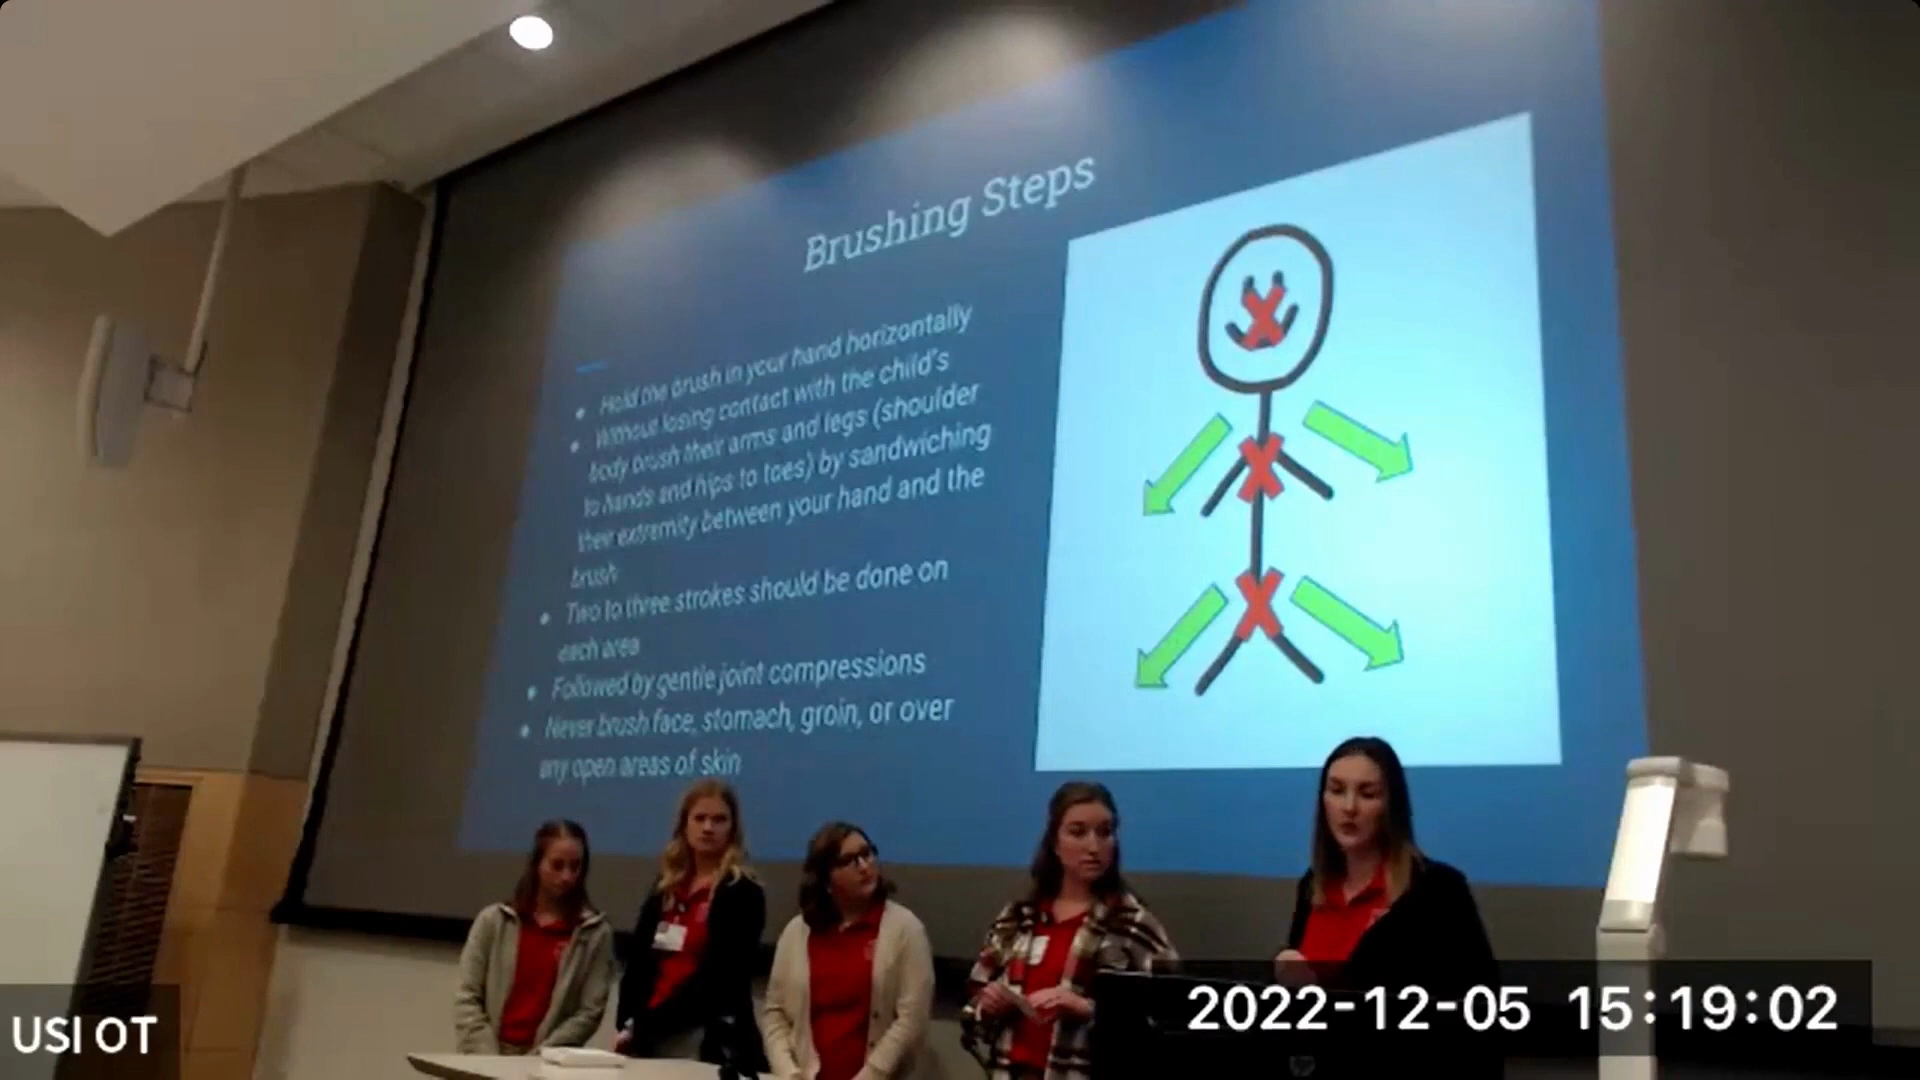 Brushing Steps
Hold the brush in your hand horizontally
Without losing contact with the child's
body brush their arms and legs (shoulder
to hands and hips to toes) by sandwiching
their extremity between your hand and the
brush
Two to three strokes should be done on
each area
Followed by gentle joint compressions
Never brush face, stomach, groin, or over
any open areas of skin
USI OT
2022-12-05 15:19:02